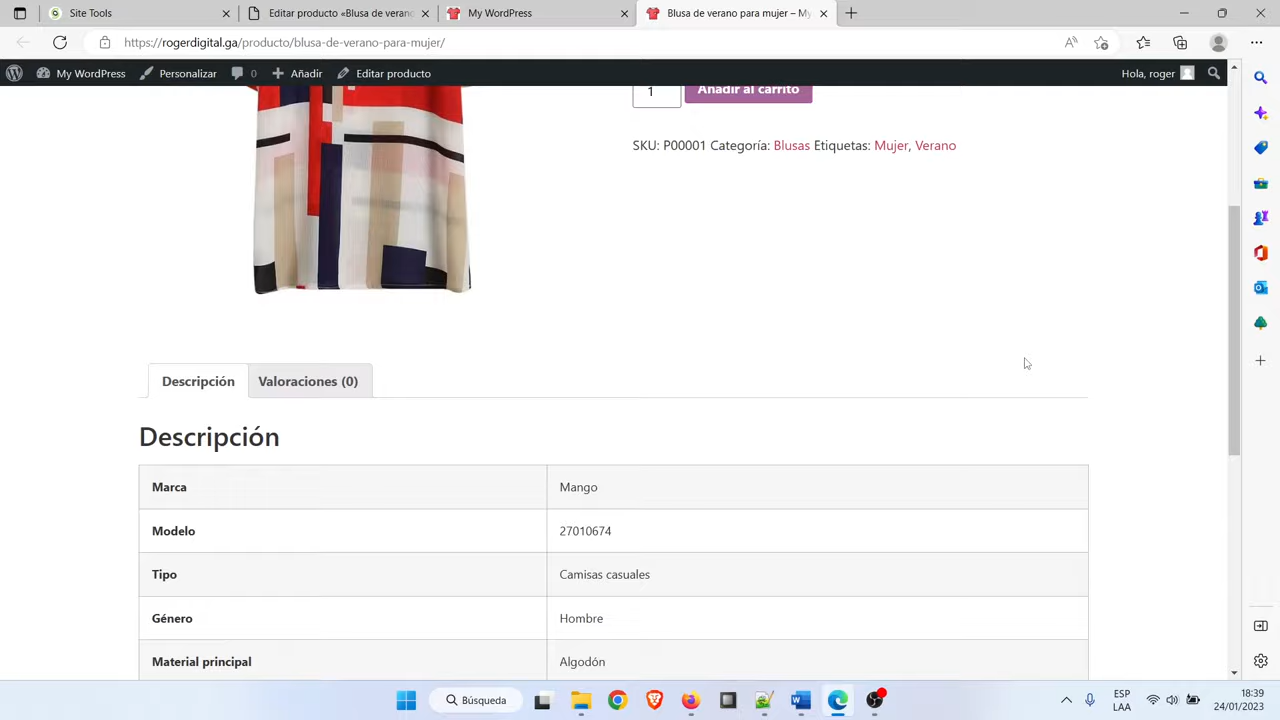 Site Tools
Editar producto «Blusa de verano
My WordPress
Blusa de verano para mujer – My
https://rogerdigital.ga/producto/blusa-de-verano-para-mujer/
My WordPress
Personalizar
0
Añadir
Editar producto
Hola, roger
1
Añadir al carrito
SKU: P00001 Categoría: Blusas Etiquetas: Mujer, Verano
Descripción
Valoraciones (0)
Descripción
Marca Mango
Modelo 27010674
Tipo Camisas casuales
Género Hombre
Material principal Algodón
Búsqueda
ESP
LAA
18:39
24/01/2023